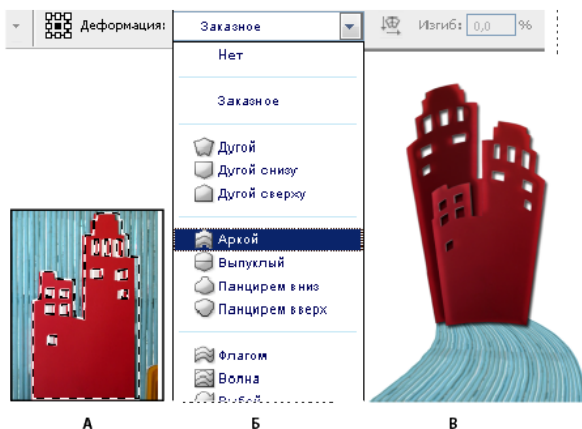 Деформация: Заказное Изгиб: 0,0 %
Нет
Заказное
Дугой
Дугой снизу
Дугой сверху
Аркой
Выпуклый
Панцирем вниз
Панцирем вверх
Флагом
Волна
А Б В